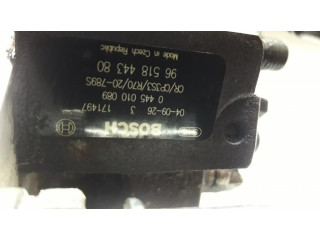 BOSCH
04-09-26 3 171497
0 445 010 089
CR/CP3S3/R70/20-789S
96 518 443 80
Made in Czech Republic